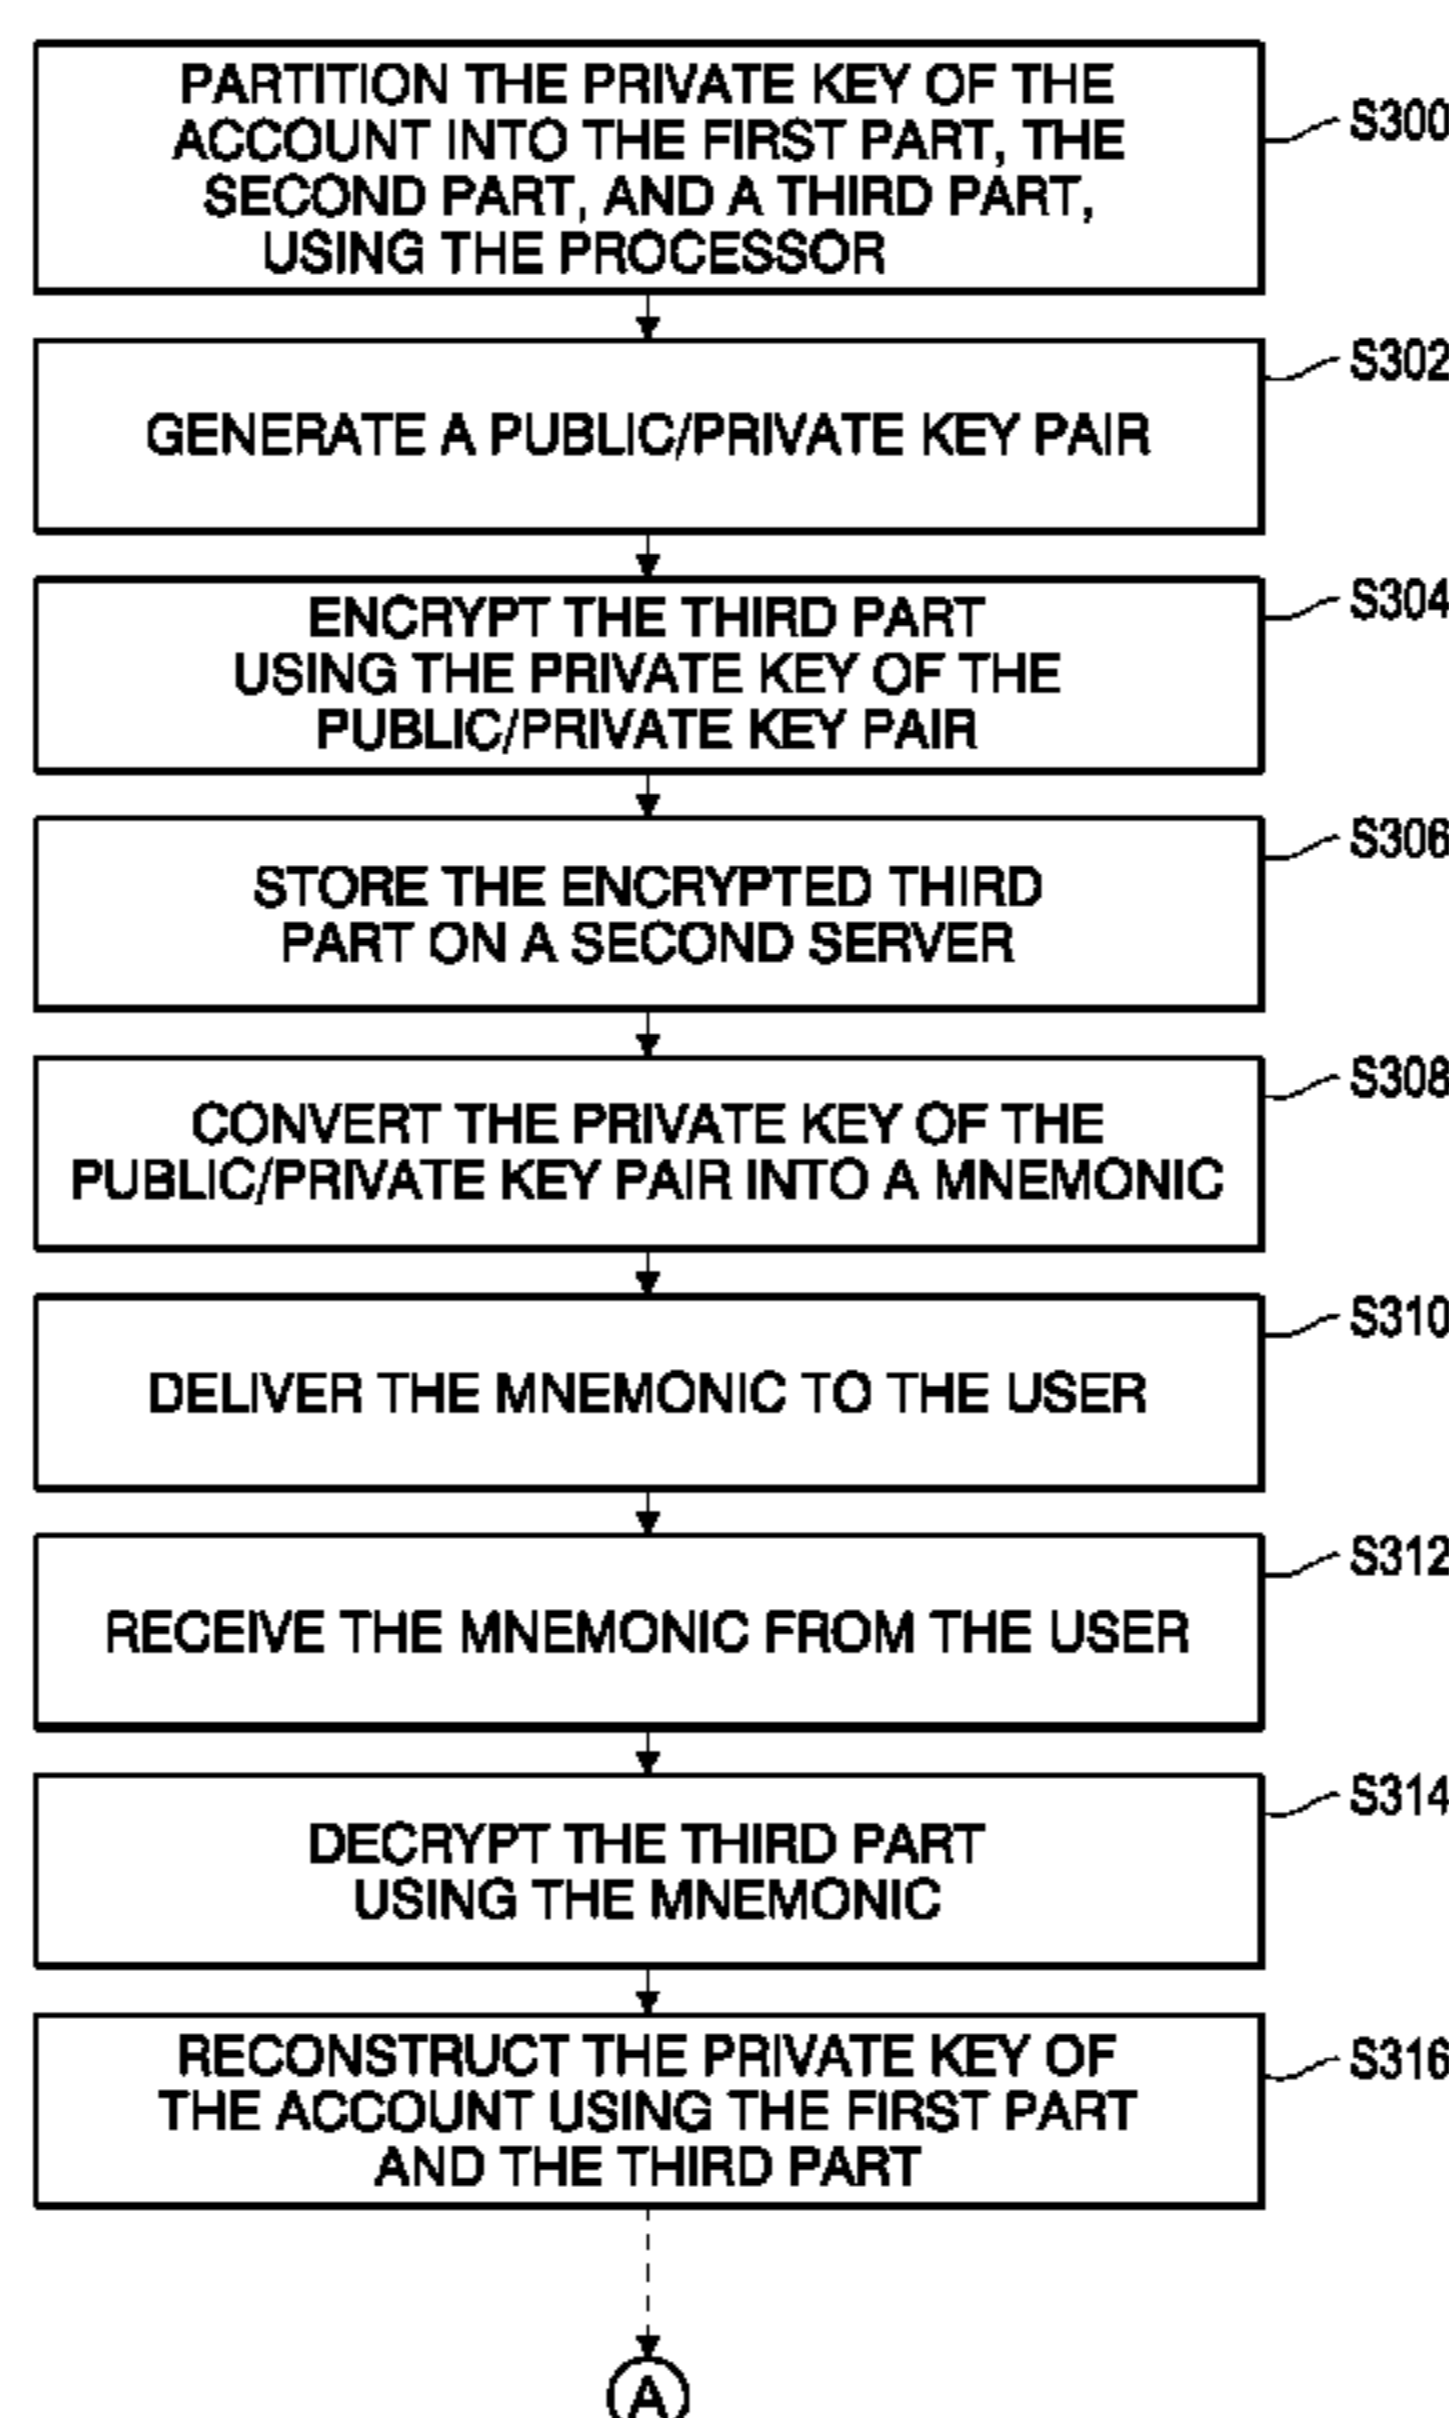 PARTITION THE PRIVATE KEY OF THE
ACCOUNT INTO THE FIRST PART, THE
SECOND PART, AND A THIRD PART,
USING THE PROCESSOR
S300
S302
GENERATE A PUBLIC/PRIVATE KEY PAIR
S304
ENCRYPT THE THIRD PART
USING THE PRIVATE KEY OF THE
PUBLIC/PRIVATE KEY PAIR
S306
STORE THE ENCRYPTED THIRD
PART ON A SECOND SERVER
S308
CONVERT THE PRIVATE KEY OF THE
PUBLIC/PRIVATE KEY PAIR INTO A MNEMONIC
S310
DELIVER THE MNEMONIC TO THE USER
S312
RECEIVE THE MNEMONIC FROM THE USER
S314
DECRYPT THE THIRD PART
USING THE MNEMONIC
S316
RECONSTRUCT THE PRIVATE KEY OF
THE ACCOUNT USING THE FIRST PART
AND THE THIRD PART
A